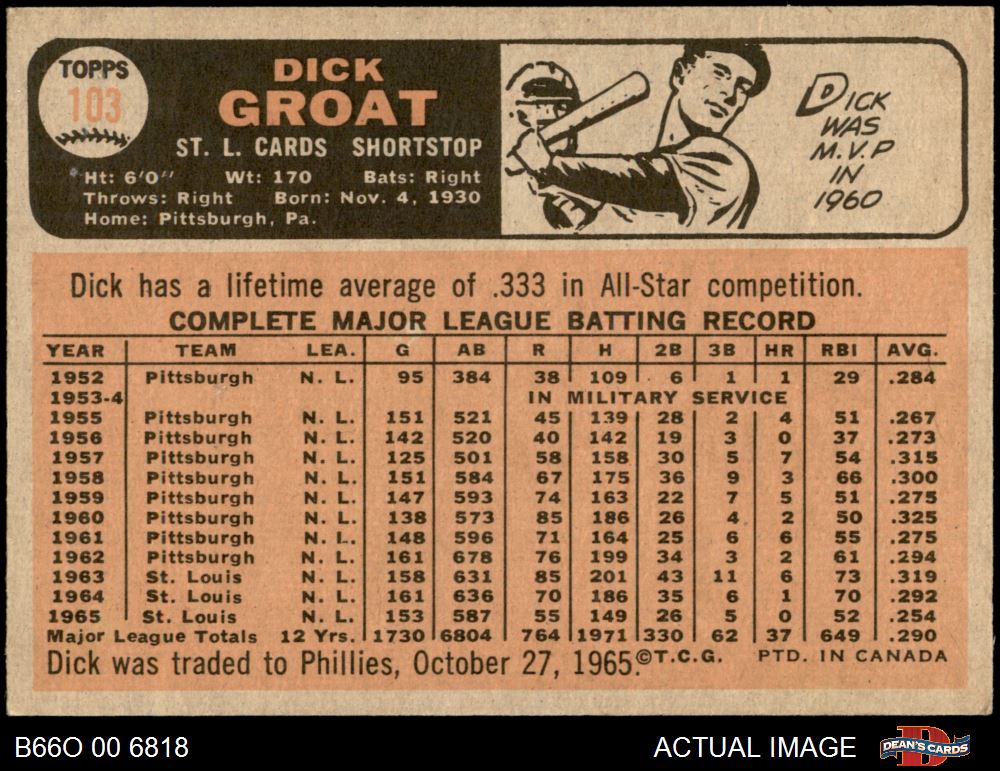 TOPPS
103
DICK
GROAT
ST. L. CARDS SHORTSTOP
Ht: 6'0" Wt: 170 Bats: Right
Throws: Right Born: Nov. 4, 1930
Home: Pittsburgh, Pa.
D
DICK
WAS
M.V.P
IN
1960
Dick has a lifetime average of .333 in All-Star competition.
COMPLETE MAJOR LEAGUE BATTING RECORD
YEAR TEAM LEA. G AB R H 2B 3B HR RBI AVG.
1952 Pittsburgh N. L. 95 384 38 109 6 1 1 29 .284
1953-4 IN MILITARY SERVICE
1955 Pittsburgh N. L. 151 521 45 139 28 2 4 51 .267
1956 Pittsburgh N. L. 142 520 40 142 19 3 0 37 .273
1957 Pittsburgh N. L. 125 501 58 158 30 5 7 54 .315
1958 Pittsburgh N. L. 151 584 67 175 36 9 3 66 .300
1959 Pittsburgh N. L. 147 593 74 163 22 7 5 51 .275
1960 Pittsburgh N. L. 138 573 85 186 26 4 2 50 .325
1961 Pittsburgh N. L. 148 596 71 164 25 6 6 55 .275
1962 Pittsburgh N. L. 161 678 76 199 34 3 2 61 .294
1963 St. Louis N. L. 158 631 85 201 43 11 6 73 .319
1964 St. Louis N. L. 161 636 70 186 35 6 1 70 .292
1965 St. Louis N. L. 153 587 55 149 26 5 0 52 .254
Major League Totals 12 Yrs. 1730 6804 764 1971 330 62 37 649 .290
Dick was traded to Phillies, October 27, 1965. ©T.C.G. PTD. IN CANADA
B66O 00 6818 ACTUAL IMAGE DEAN'S CARDS